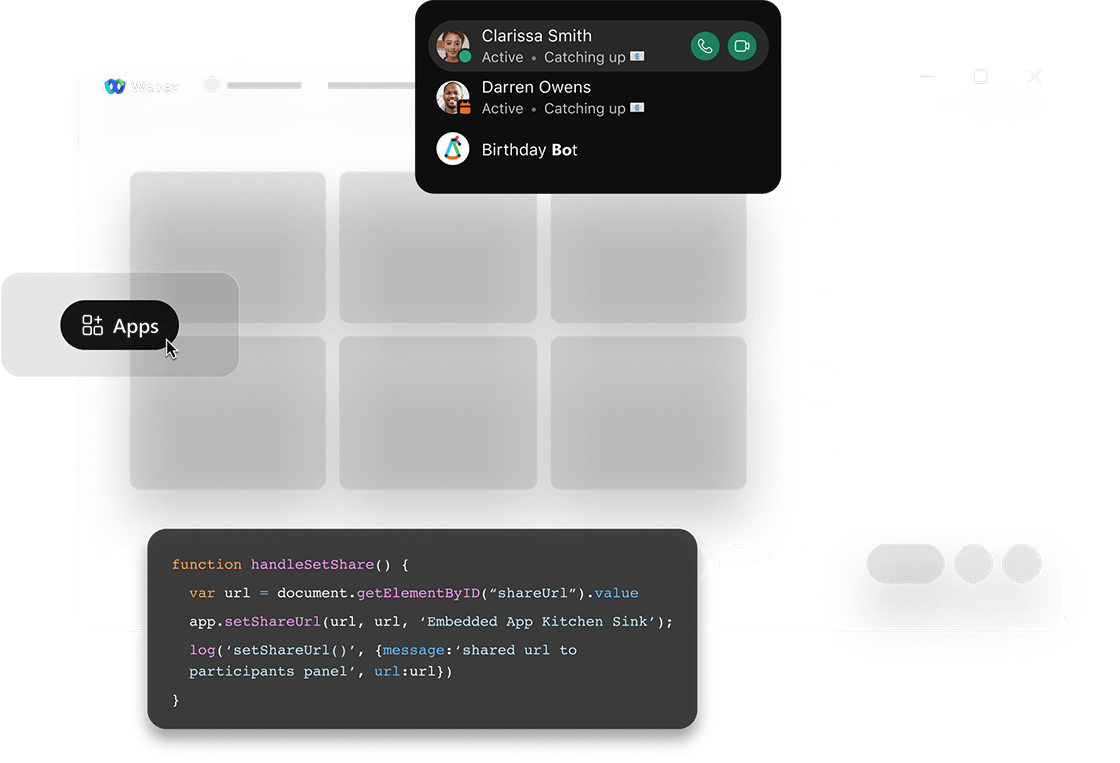 Clarissa Smith
Active • Catching up 📧
Darren Owens
Active • Catching up 📧
Birthday Bot
Webex
Apps
function handleSetShare() {
var url = document.getElementByID(“shareUrl”).value
app.setShareUrl(url, url, ‘Embedded App Kitchen Sink’);
log(‘setShareUrl()’, {message:‘shared url to
participants panel’, url:url})
}